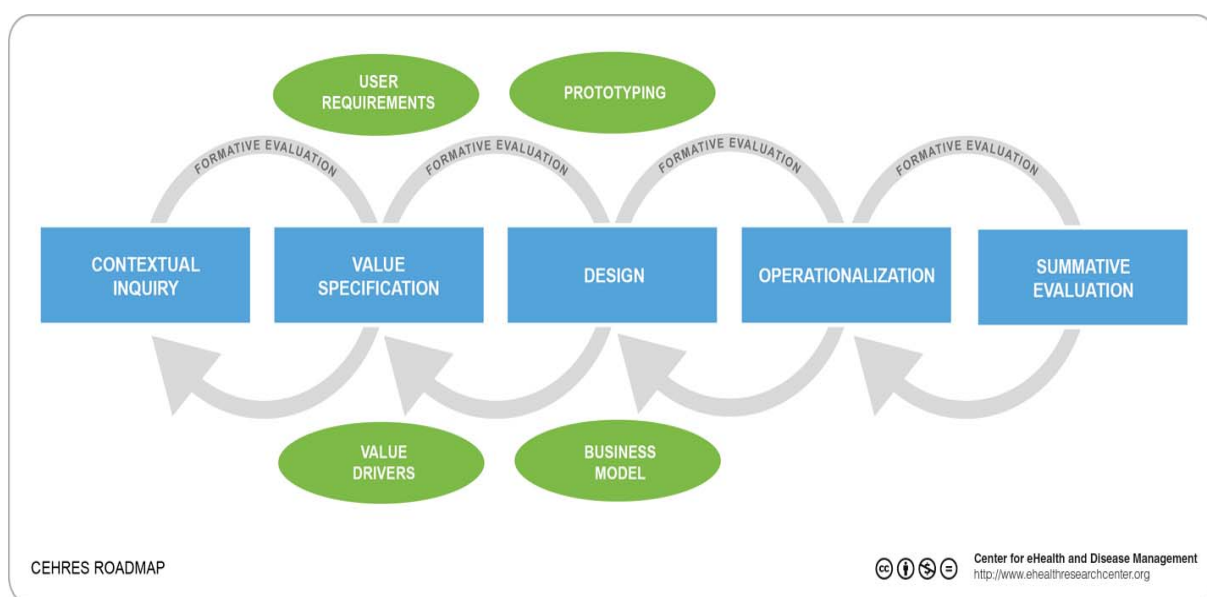 USER
REQUIREMENTS
PROTOTYPING
FORMATIVE EVALUATION
FORMATIVE EVALUATION
FORMATIVE EVALUATION
FORMATIVE EVALUATION
CONTEXTUAL
INQUIRY
VALUE
SPECIFICATION
DESIGN
OPERATIONALIZATION
SUMMATIVE
EVALUATION
VALUE
DRIVERS
BUSINESS
MODEL
CEHRES ROADMAP
cc
Center for eHealth and Disease Management
http://www.ehealthresearchcenter.org